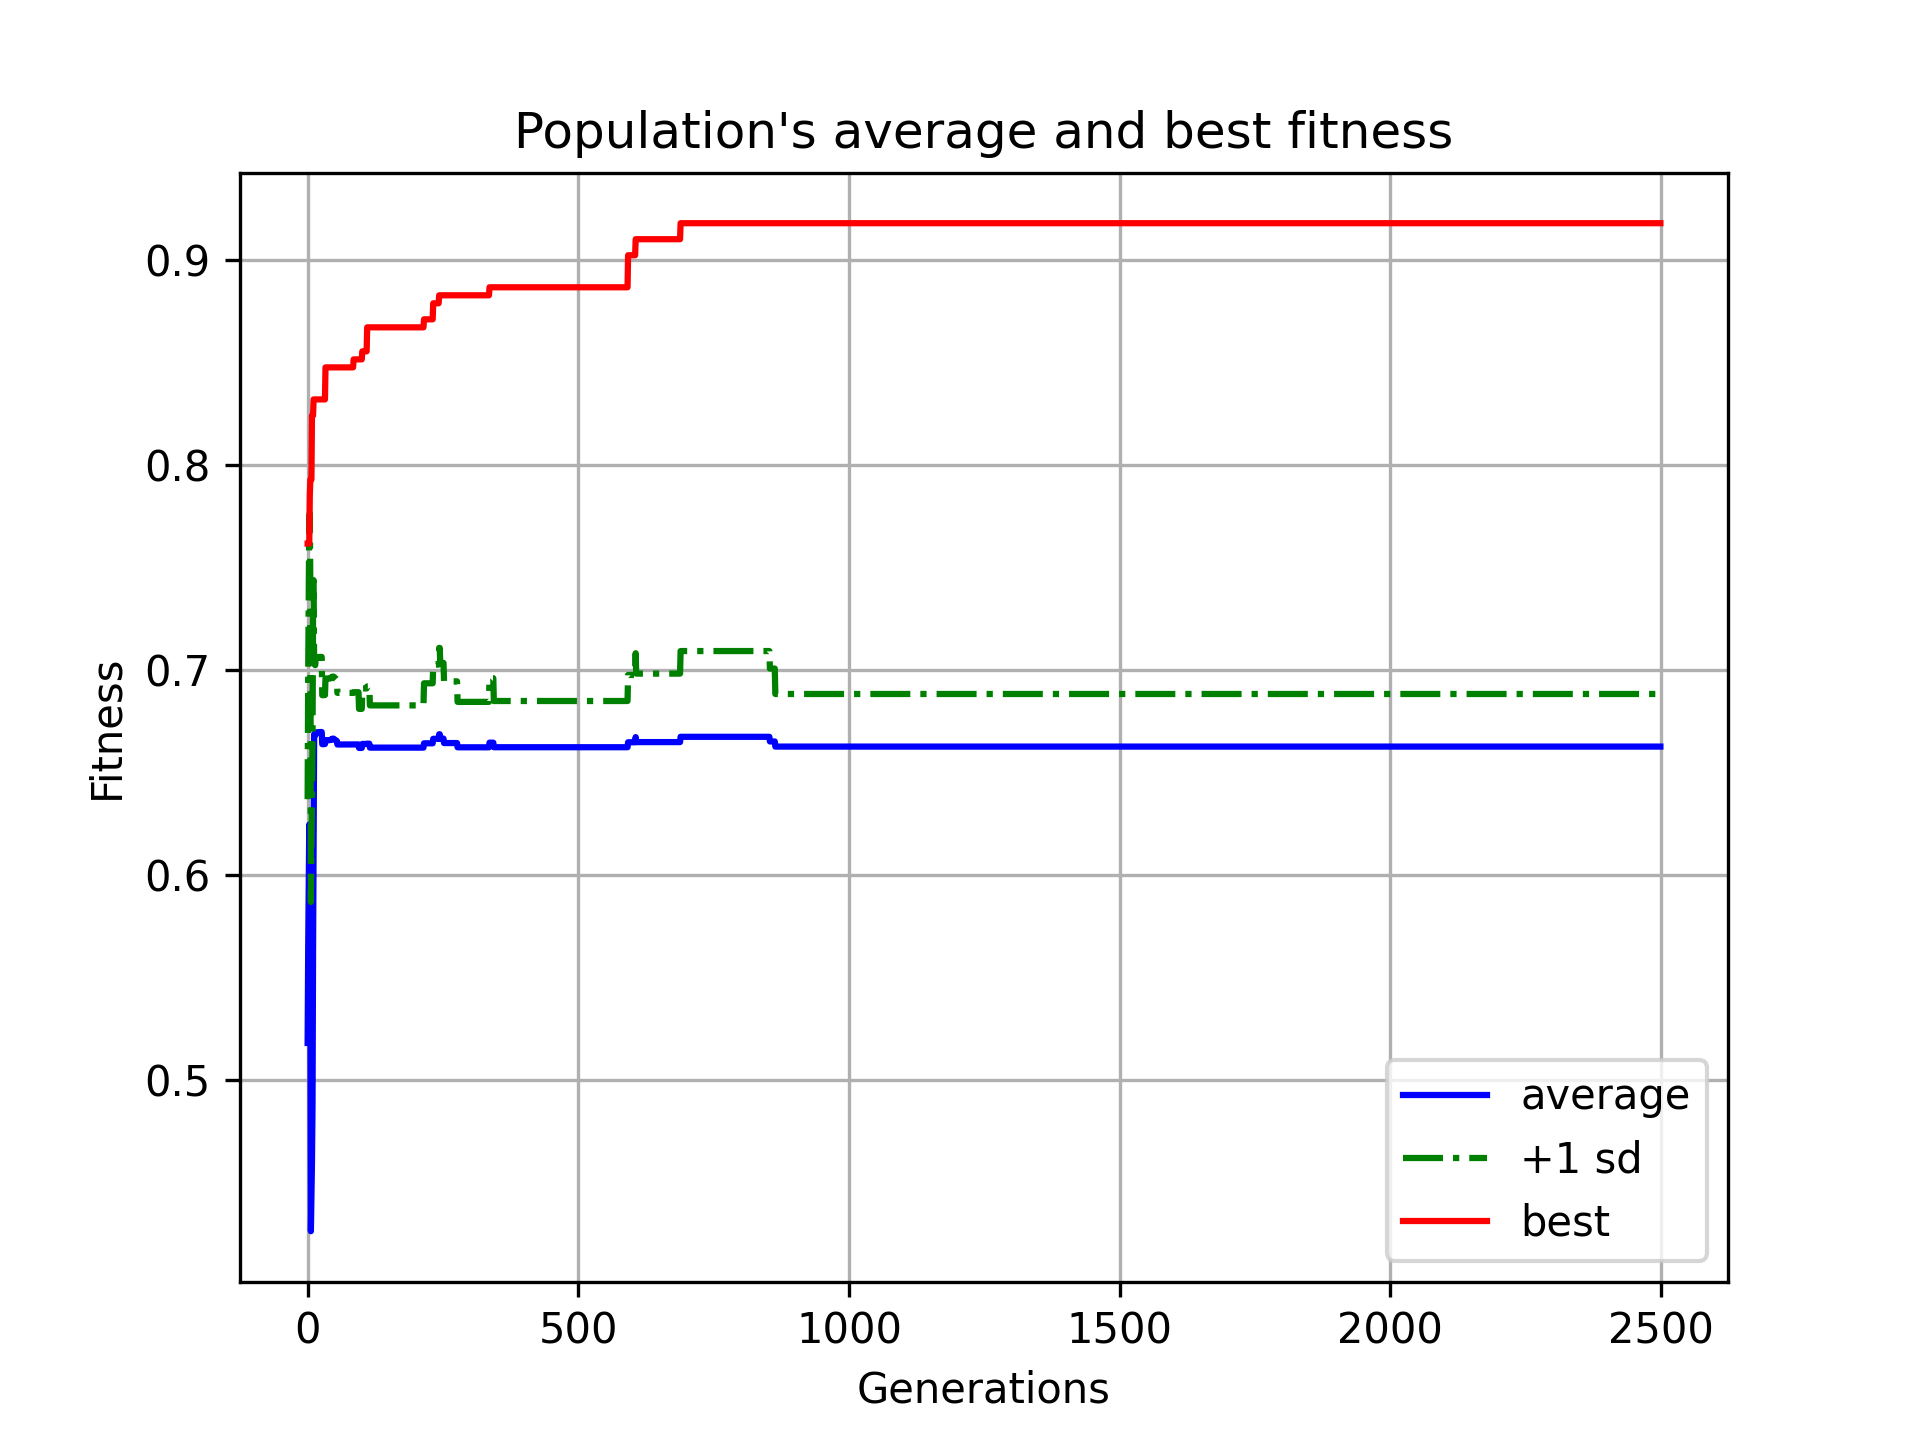 Population's average and best fitness
Fitness
0.9
0.8
0.7
0.6
0.5
0
500
1000
1500
2000
2500
Generations
average
+1 sd
best